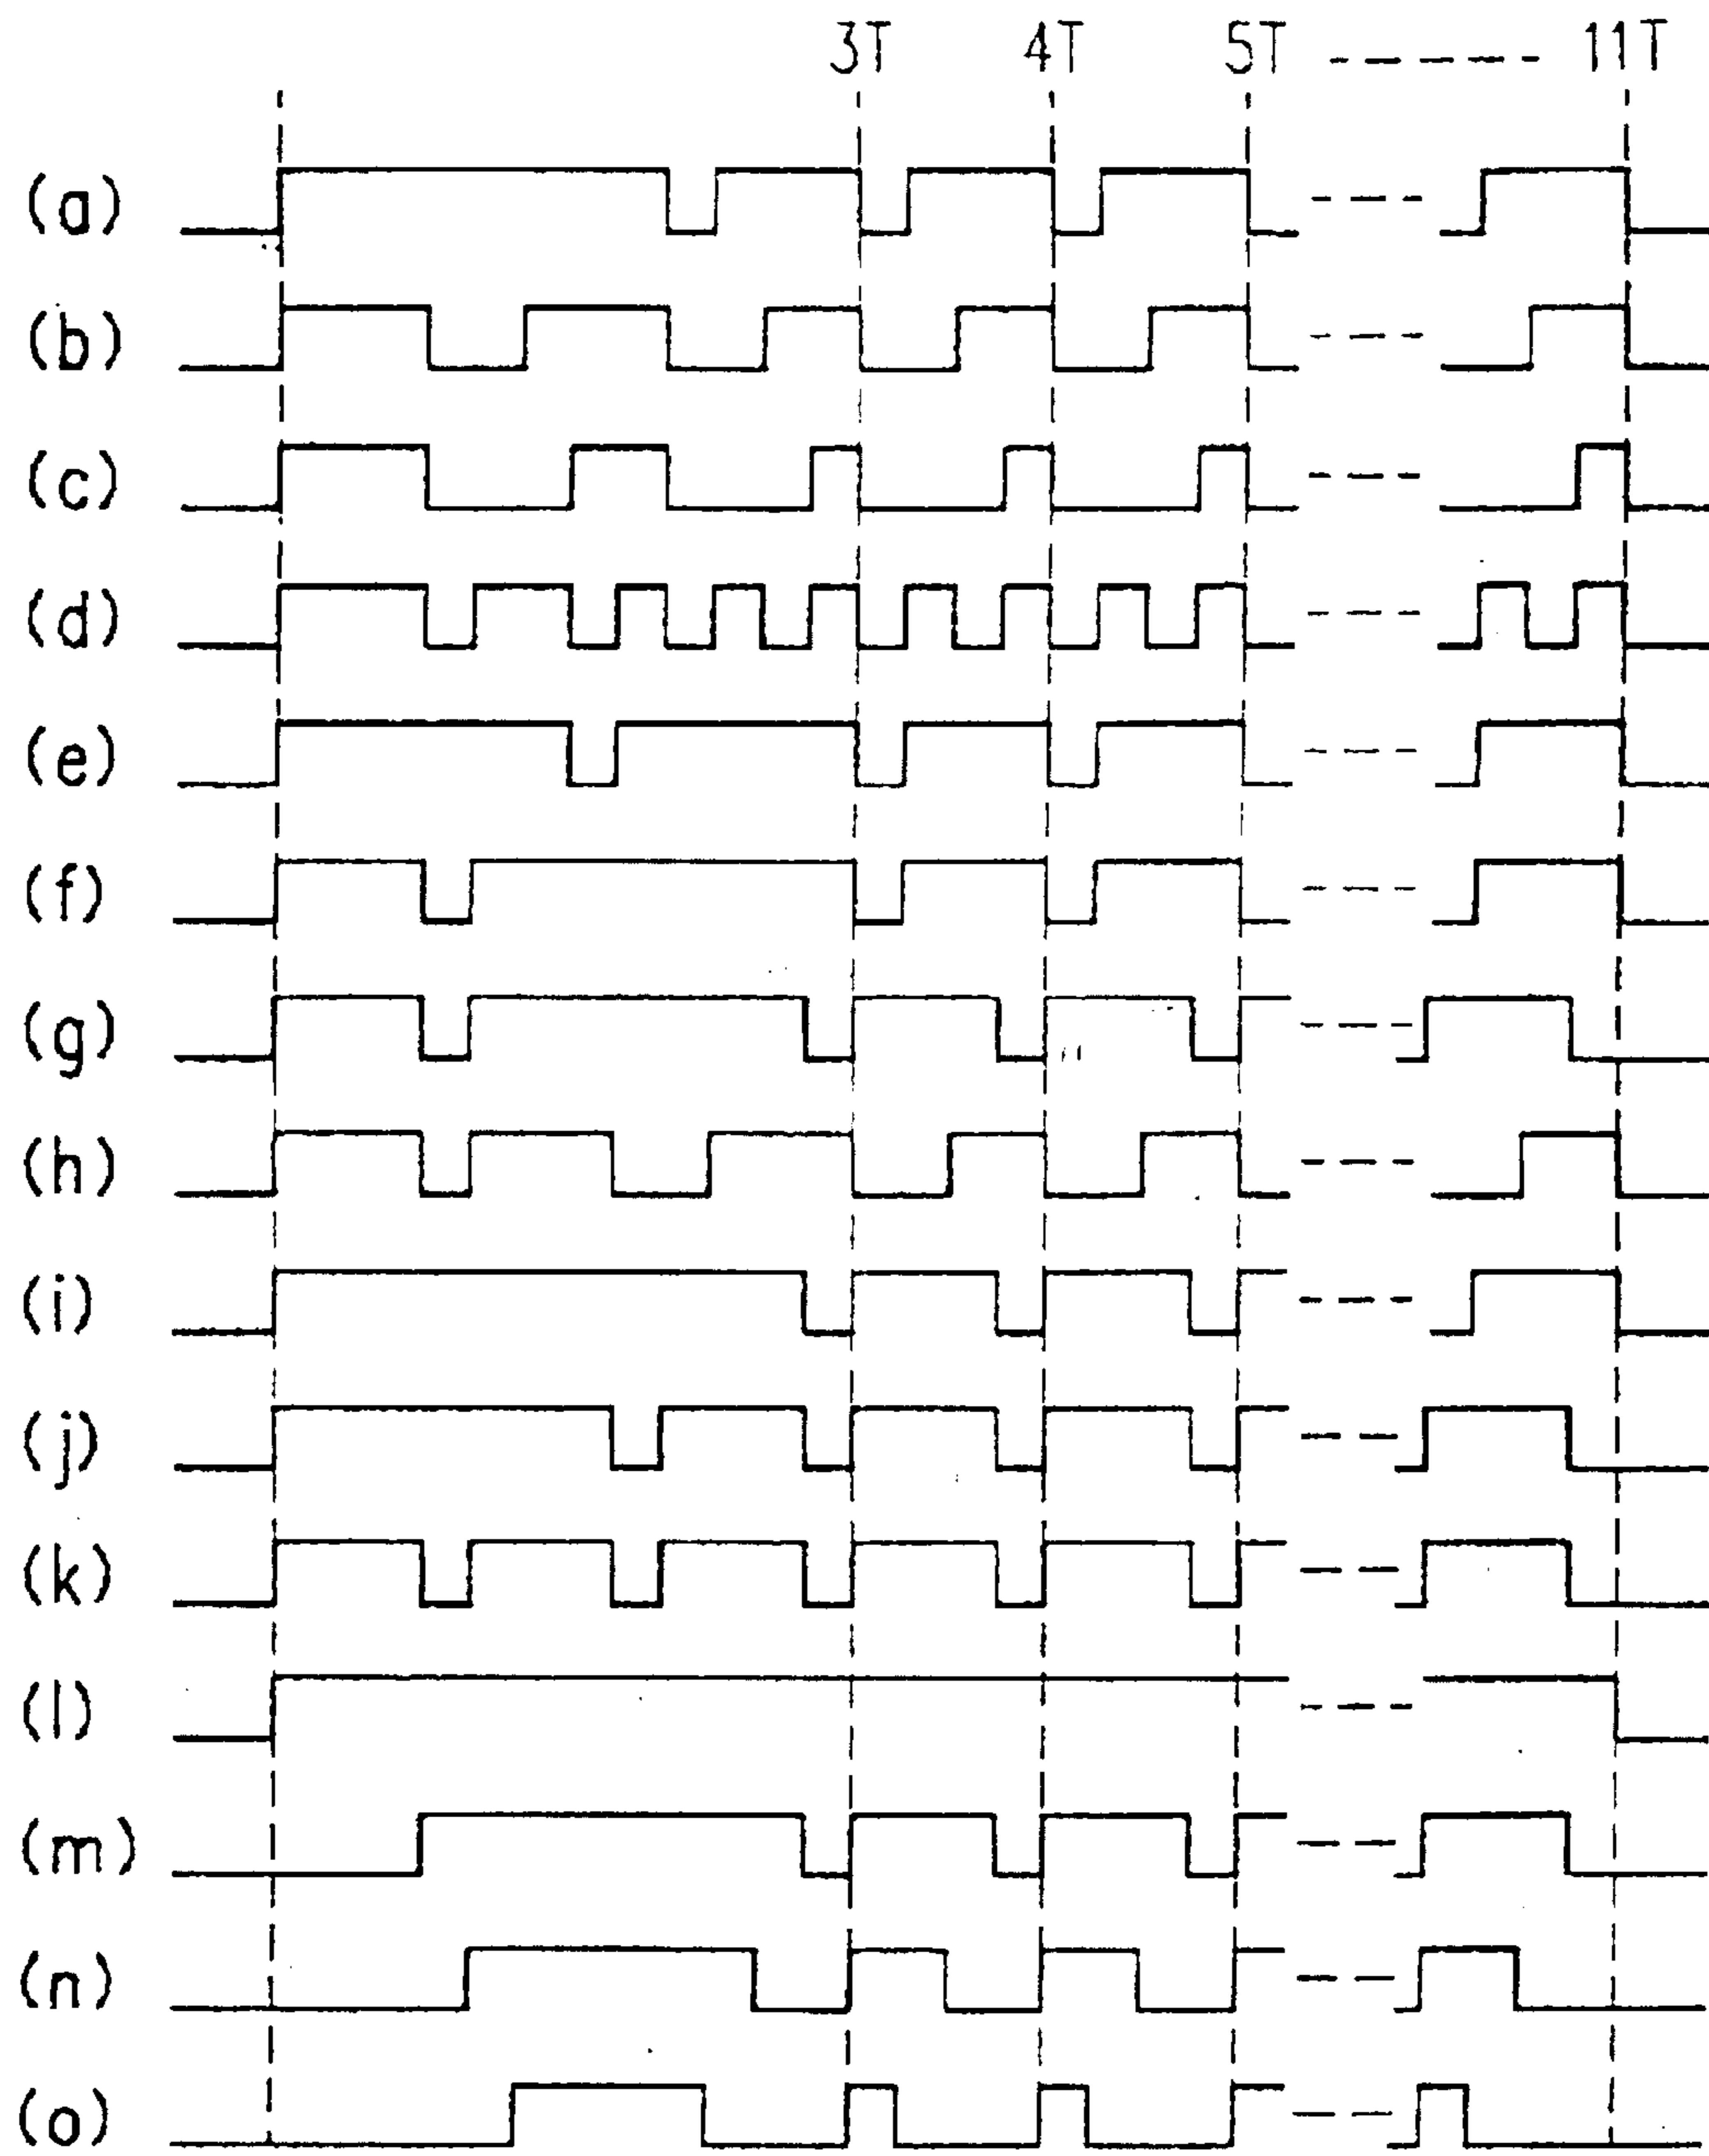 3T 4T 5T ------ 11T
(a)
(b)
(c)
(d)
(e)
(f)
(g)
(h)
(i)
(j)
(k)
(l)
(m)
(n)
(o)